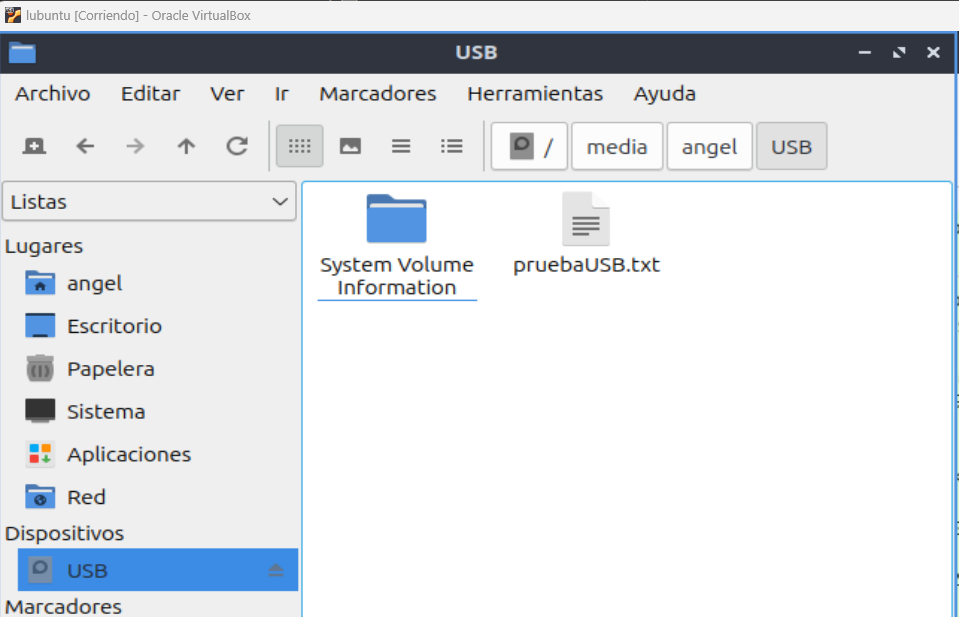 lubuntu [Corriendo] - Oracle VirtualBox
USB
Archivo Editar Ver Ir Marcadores Herramientas Ayuda
/ media angel USB
Listas
Lugares
angel
Escritorio
Papelera
Sistema
Aplicaciones
Red
Dispositivos
USB
Marcadores
System Volume
Information
pruebaUSB.txt